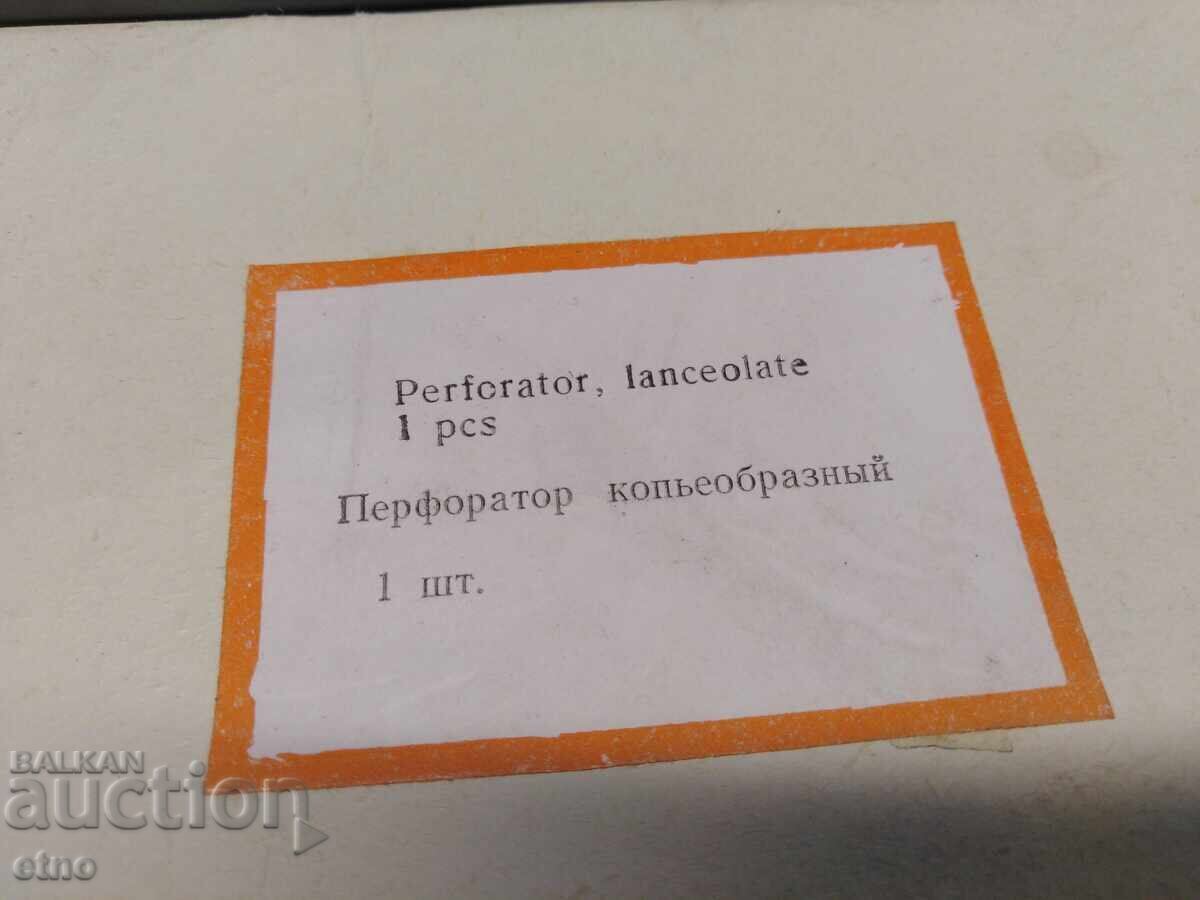 Perforator, lanceolate
1 pcs
Перфоратор копьеобразный
1 шт.
BALKAN
auction
etno